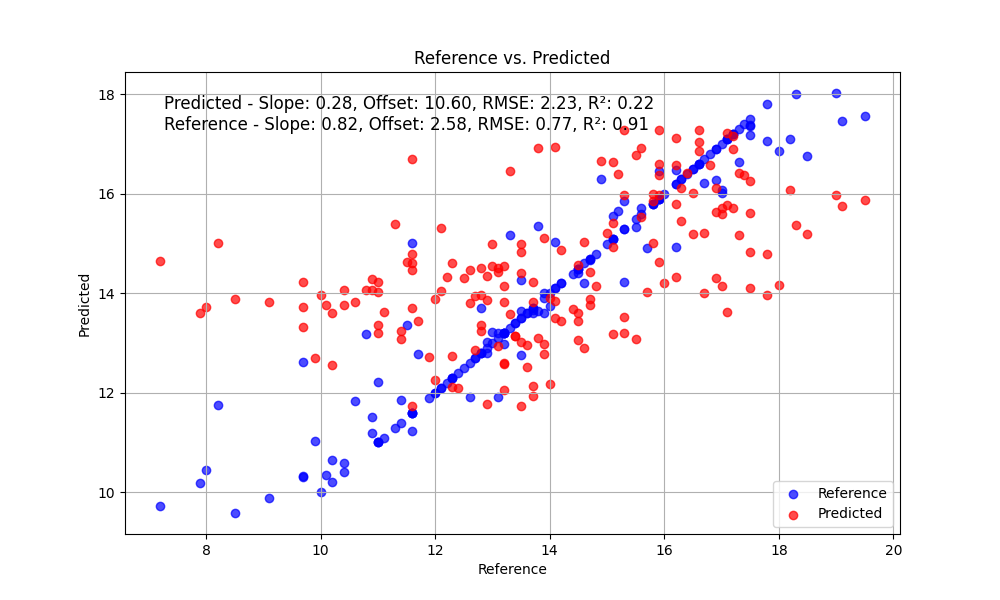 Reference vs. Predicted
Predicted - Slope: 0.28, Offset: 10.60, RMSE: 2.23, R²: 0.22
Reference - Slope: 0.82, Offset: 2.58, RMSE: 0.77, R²: 0.91
Predicted
18
16
14
12
10
Reference
Predicted
8 10 12 14 16 18 20
Reference